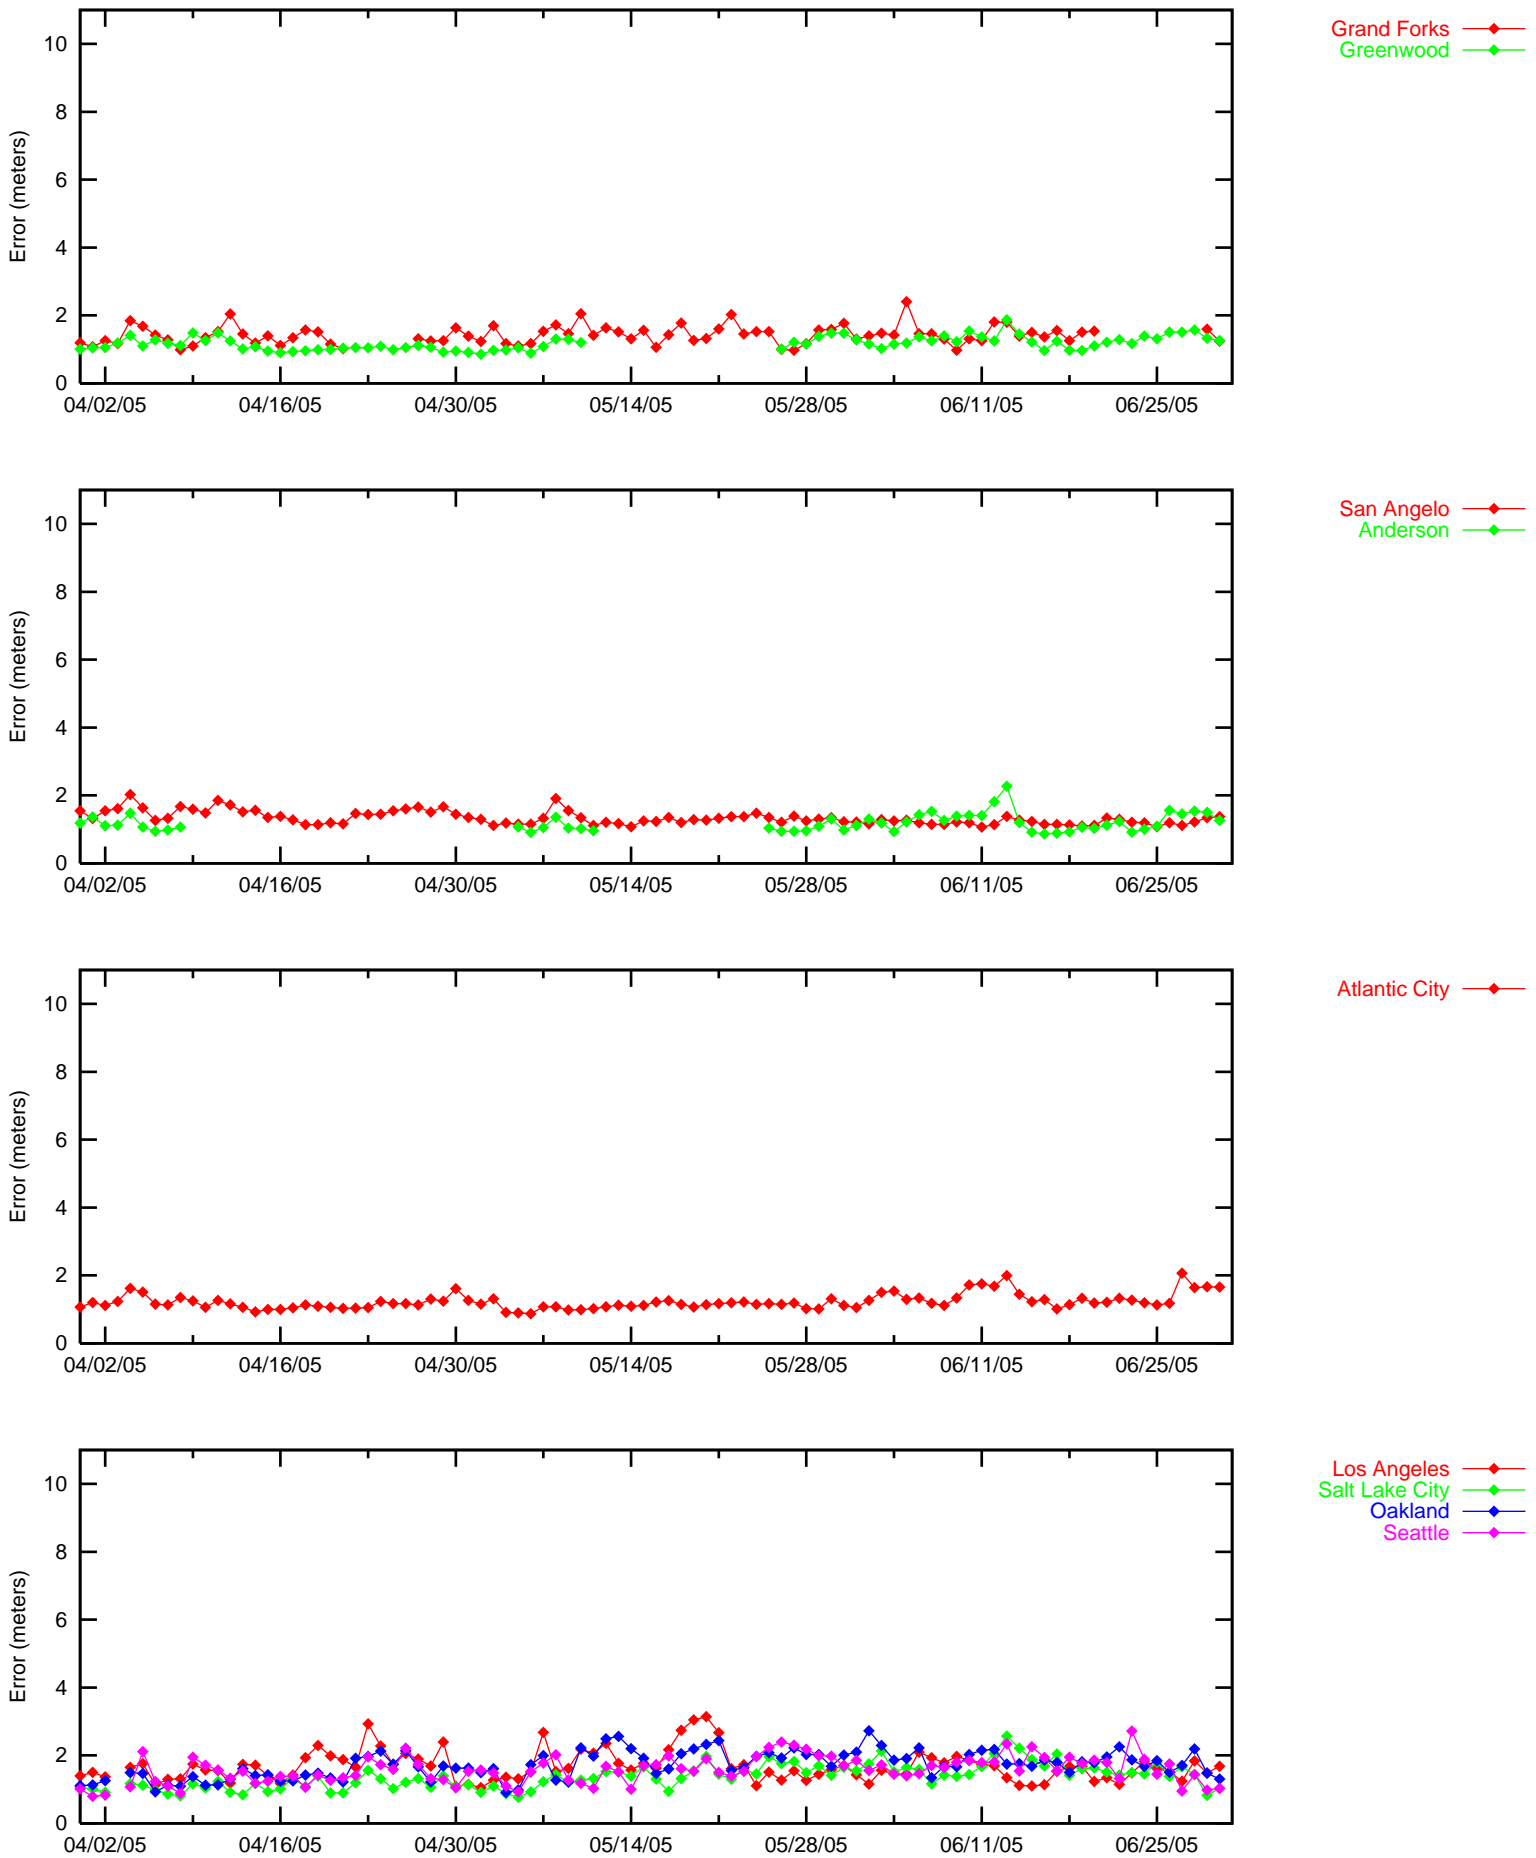 Error (meters)
10
8
6
4
2
0
04/02/05 04/16/05 04/30/05 05/14/05 05/28/05 06/11/05 06/25/05
Grand Forks
Greenwood
Error (meters)
10
8
6
4
2
0
04/02/05 04/16/05 04/30/05 05/14/05 05/28/05 06/11/05 06/25/05
San Angelo
Anderson
Error (meters)
10
8
6
4
2
0
04/02/05 04/16/05 04/30/05 05/14/05 05/28/05 06/11/05 06/25/05
Atlantic City
Error (meters)
10
8
6
4
2
0
04/02/05 04/16/05 04/30/05 05/14/05 05/28/05 06/11/05 06/25/05
Los Angeles
Salt Lake City
Oakland
Seattle